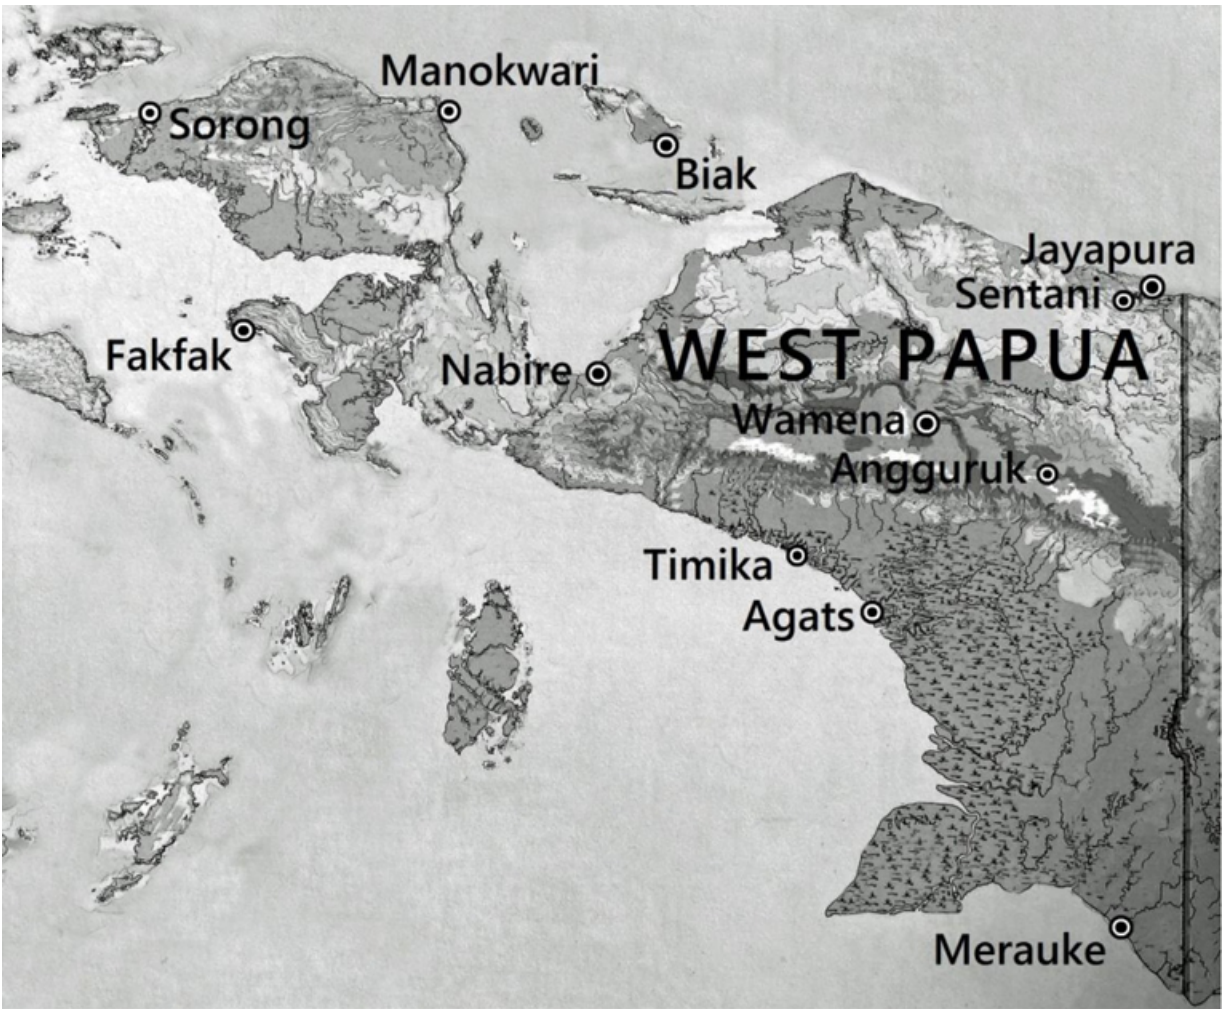 Manokwari
Sorong
Biak
Jayapura
Sentani
Fakfak
WEST PAPUA
Nabire
Wamena
Angguruk
Timika
Agats
Merauke